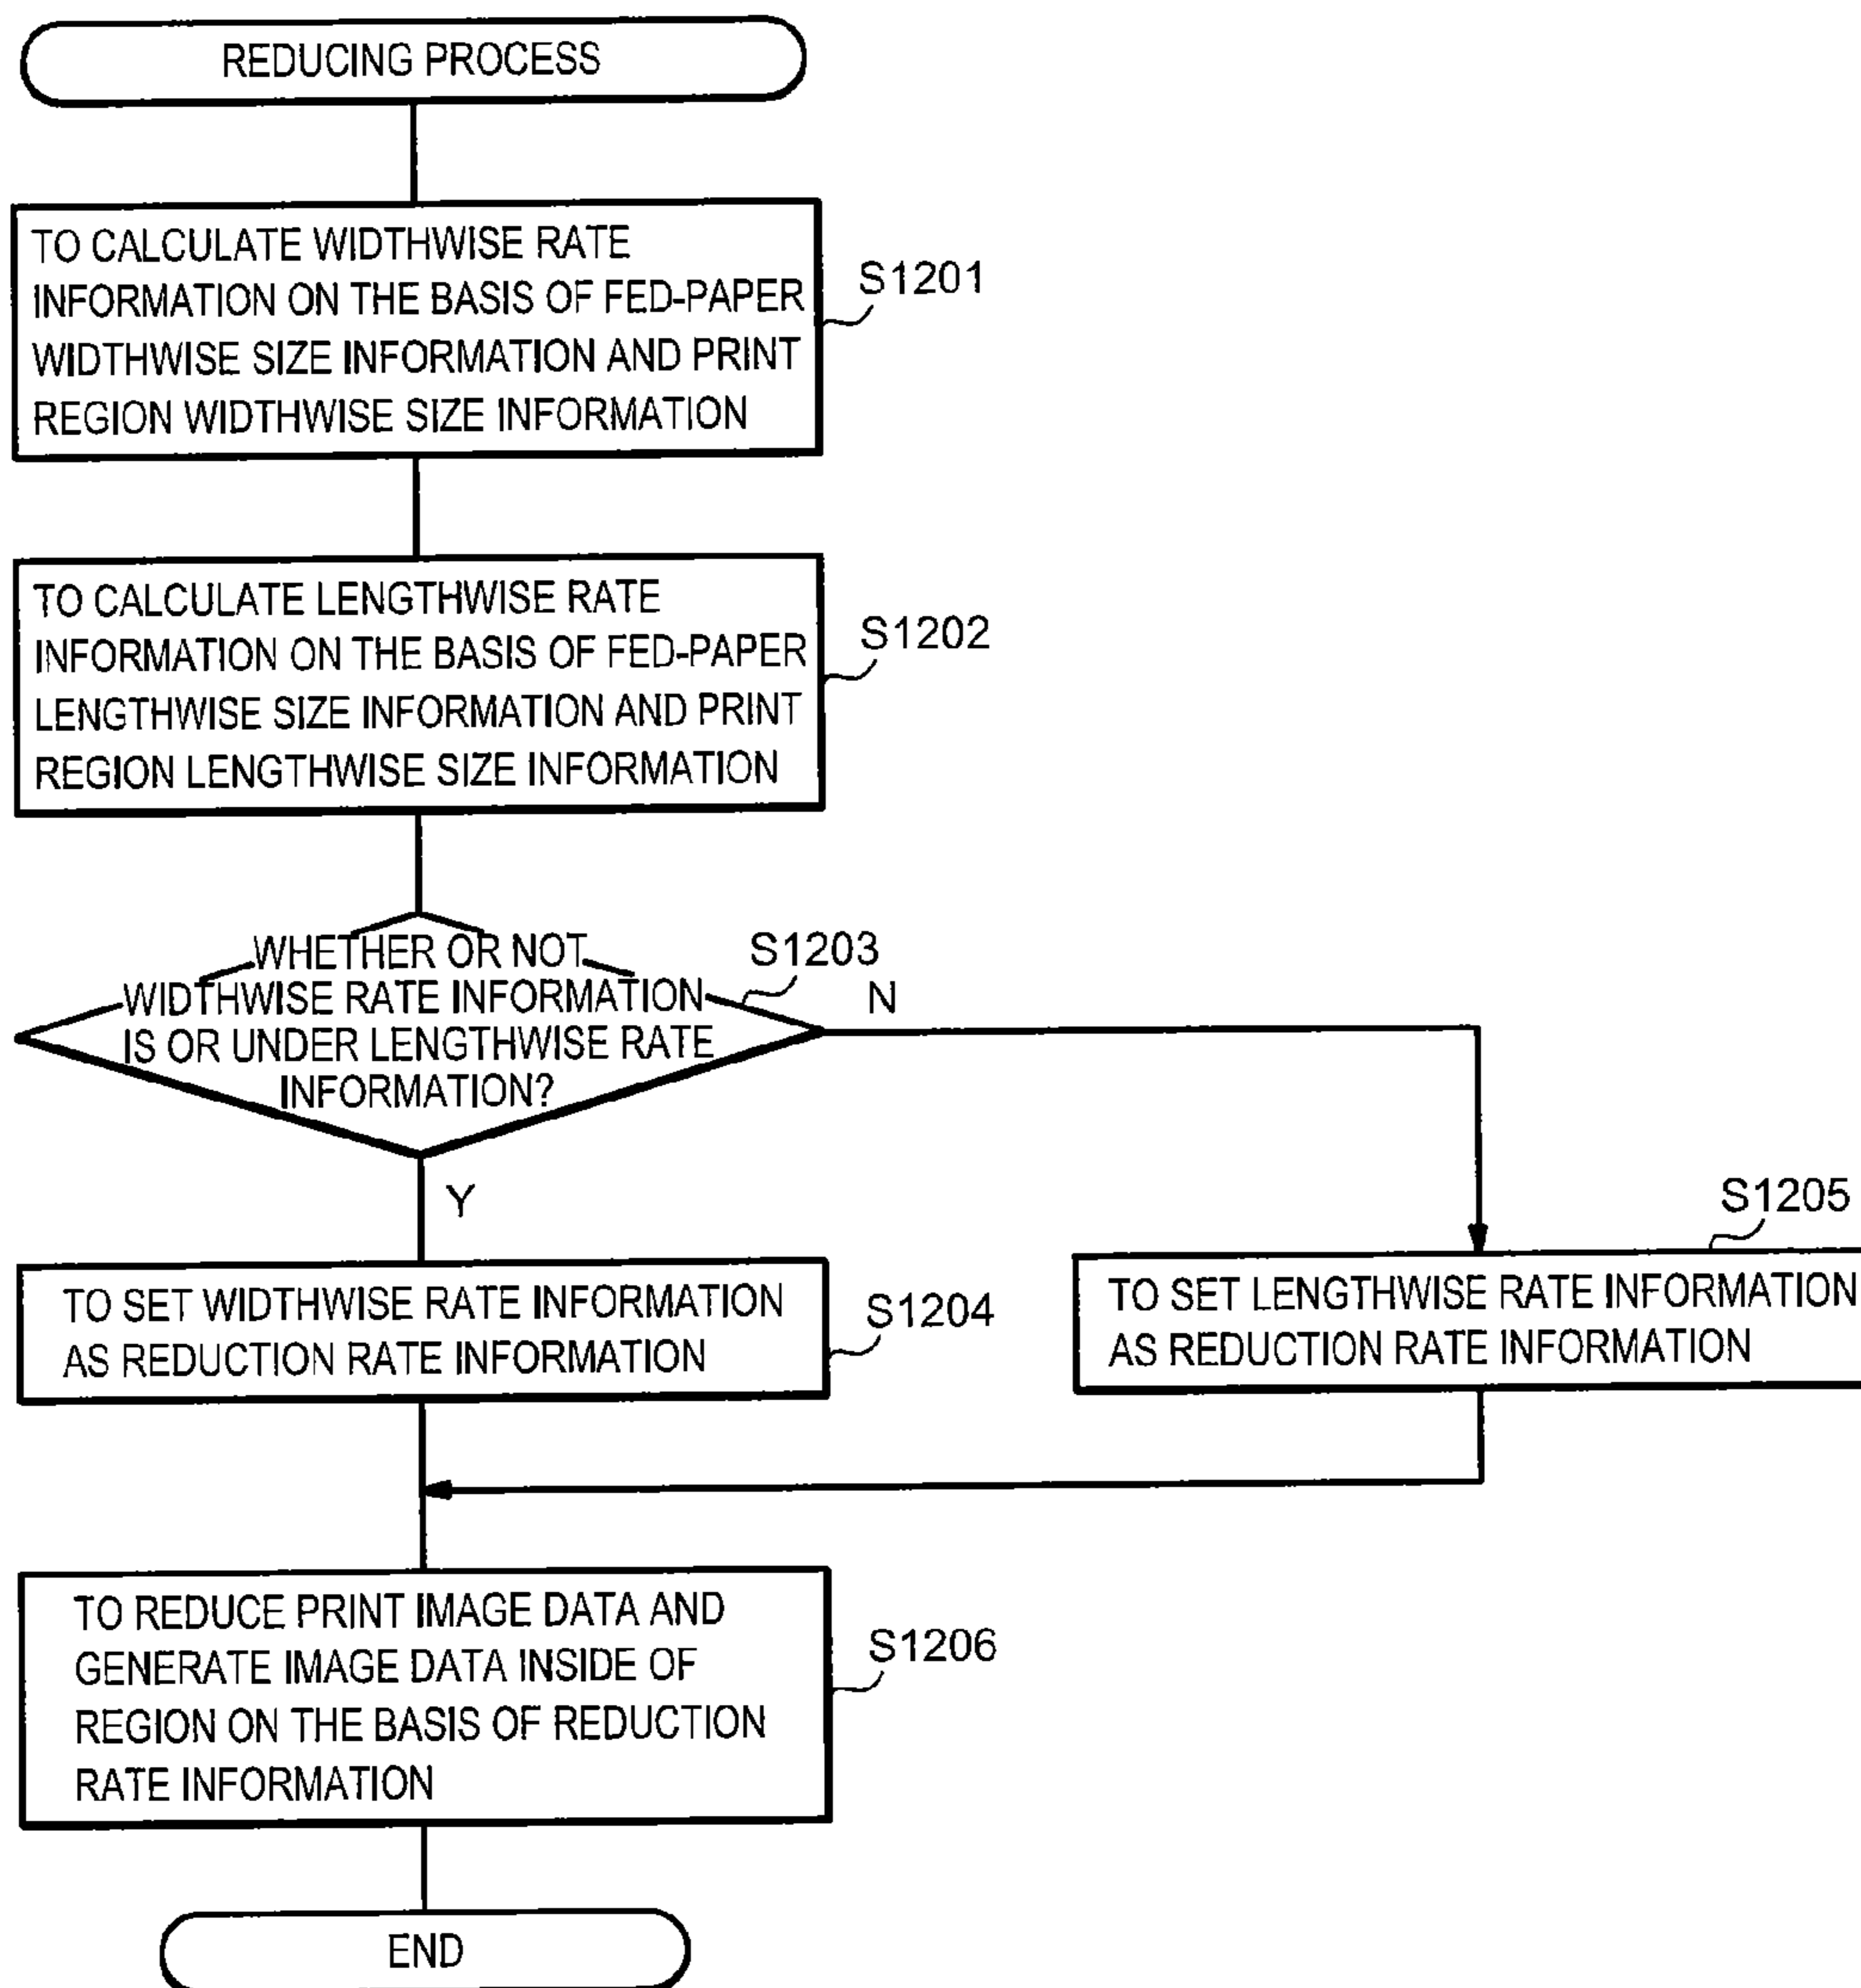 REDUCING PROCESS
TO CALCULATE WIDTHWISE RATE
INFORMATION ON THE BASIS OF FED-PAPER
WIDTHWISE SIZE INFORMATION AND PRINT
REGION WIDTHWISE SIZE INFORMATION
S1201
TO CALCULATE LENGTHWISE RATE
INFORMATION ON THE BASIS OF FED-PAPER
LENGTHWISE SIZE INFORMATION AND PRINT
REGION LENGTHWISE SIZE INFORMATION
S1202
WHETHER OR NOT
WIDTHWISE RATE INFORMATION
IS OR UNDER LENGTHWISE RATE
INFORMATION?
S1203
N
Y
TO SET WIDTHWISE RATE INFORMATION
AS REDUCTION RATE INFORMATION
S1204
S1205
TO SET LENGTHWISE RATE INFORMATION
AS REDUCTION RATE INFORMATION
TO REDUCE PRINT IMAGE DATA AND
GENERATE IMAGE DATA INSIDE OF
REGION ON THE BASIS OF REDUCTION
RATE INFORMATION
S1206
END